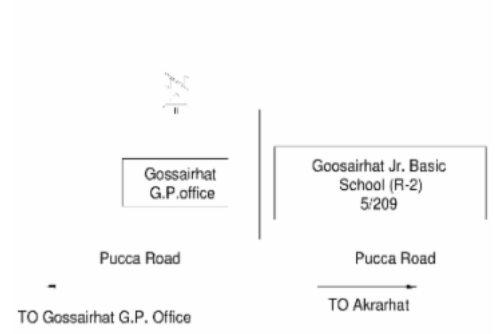 Gossairhat
G.P.office
Goosairhat Jr. Basic
School (R-2)
5/209
Pucca Road
Pucca Road
TO Gossairhat G.P. Office
TO Akrarhat